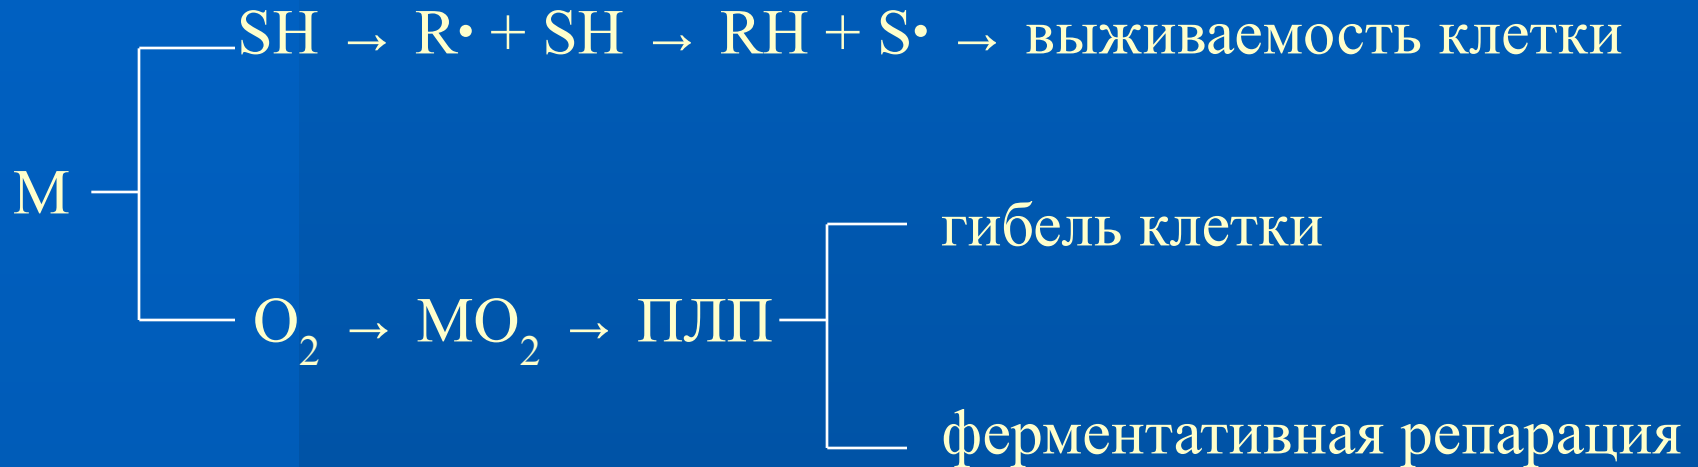 SH → R• + SH → RH + S• → выживаемость клетки
М
гибель клетки
O₂ → MO₂ → ПЛП
ферментативная репарация